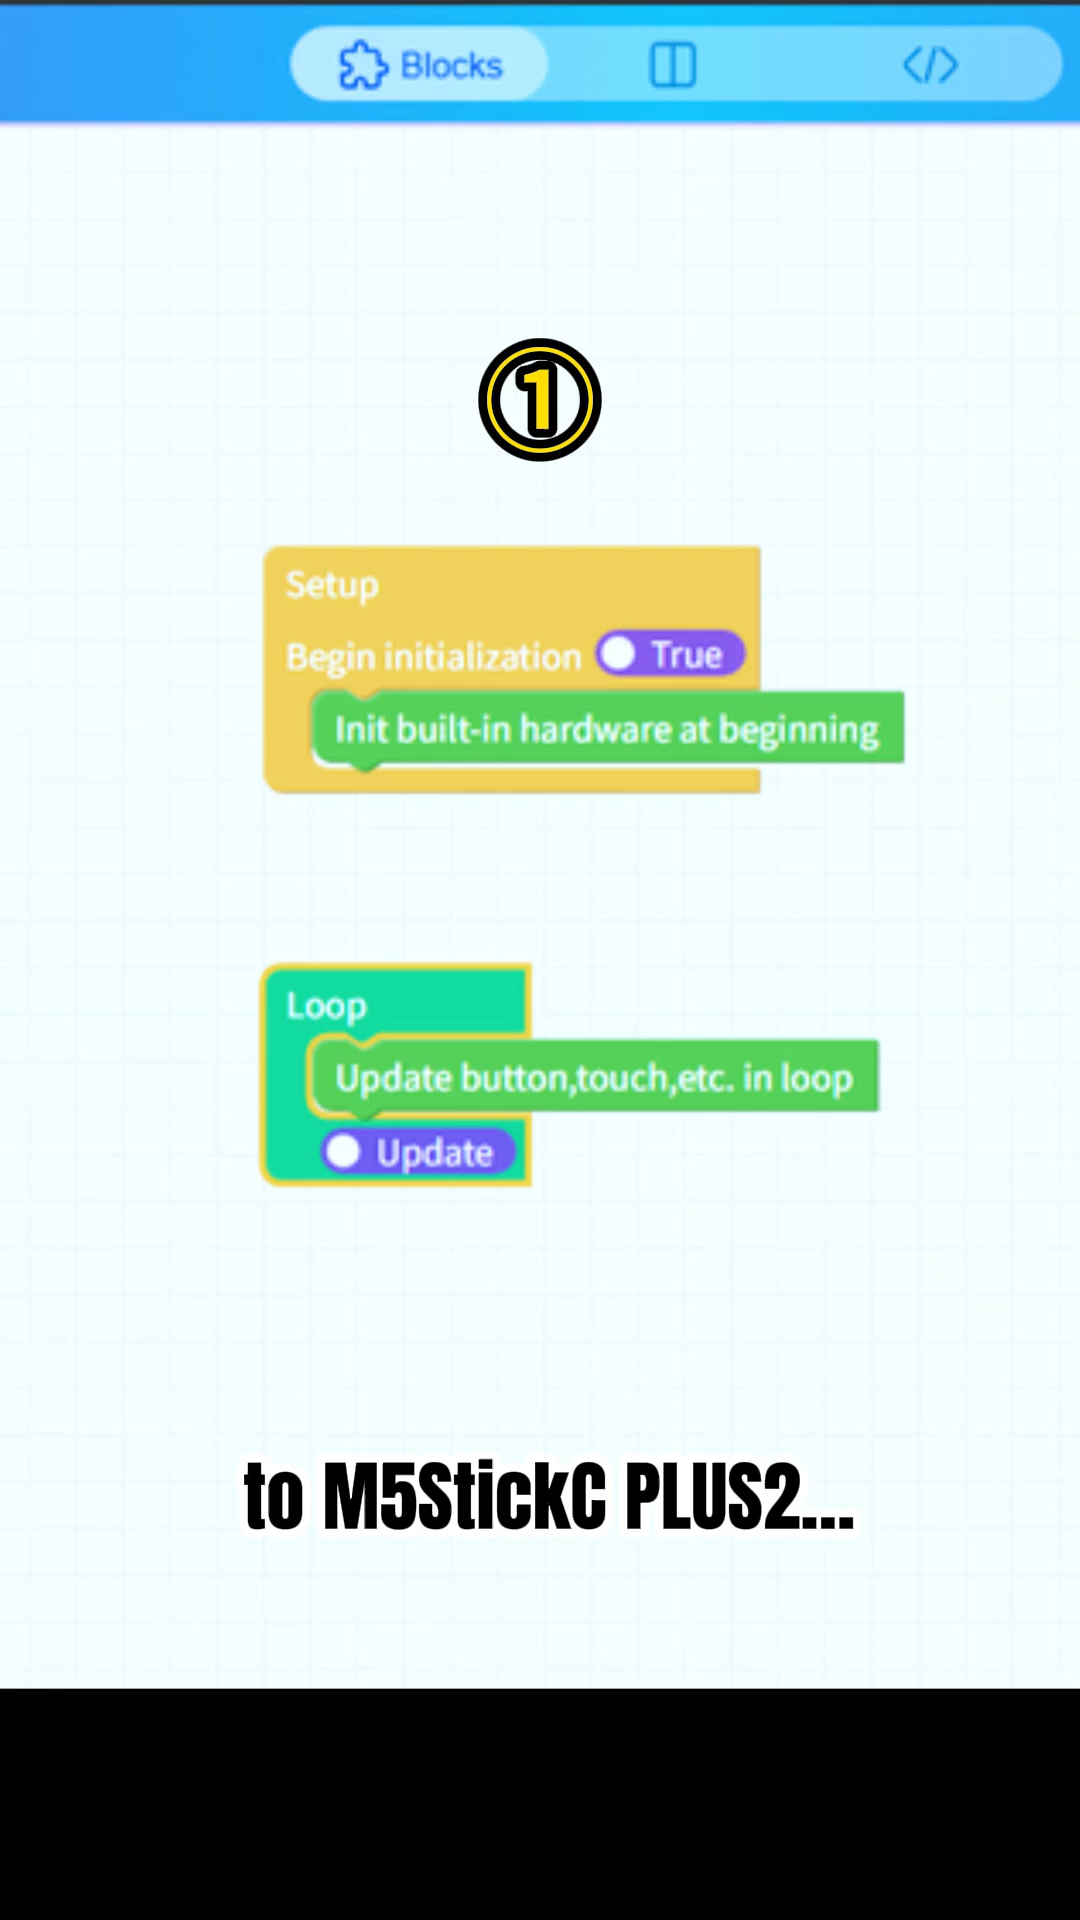 Blocks </>
①
Setup
Begin initialization True
Init built-in hardware at beginning
Loop
Update button,touch,etc. in loop
Update
to M5StickC PLUS2...